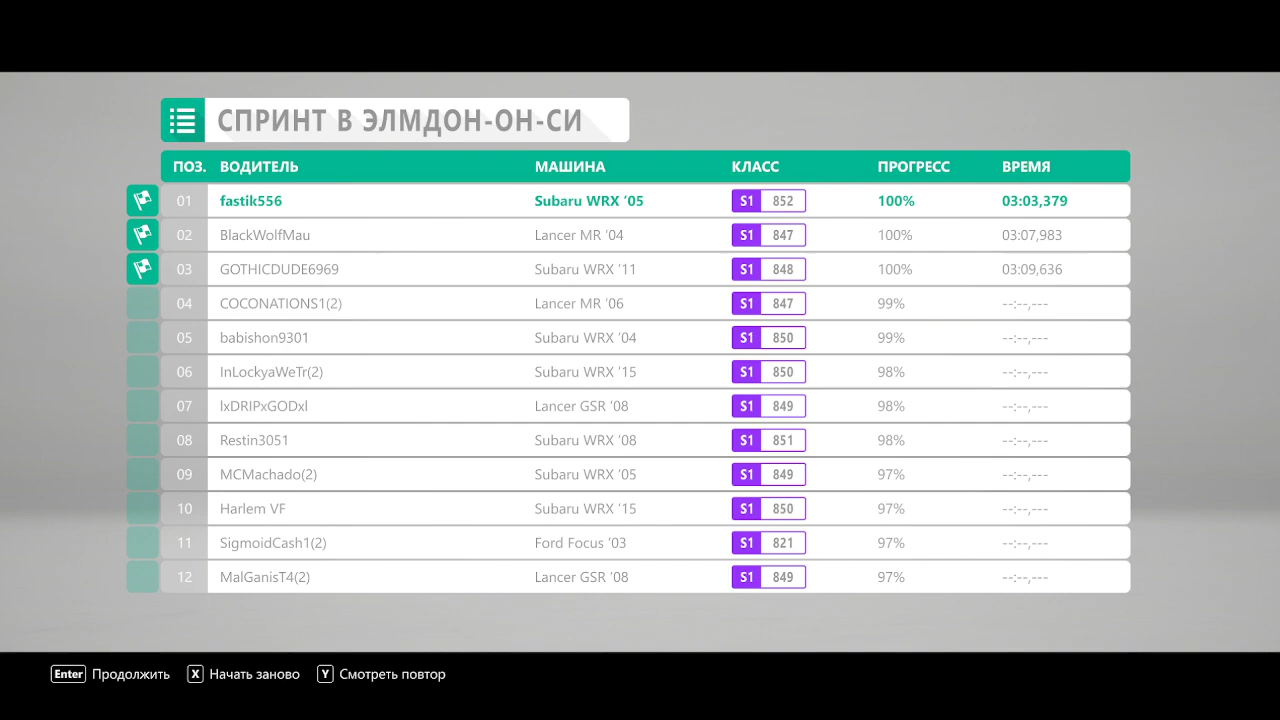 СПРИНТ В ЭЛМДОН-ОН-СИ
ПОЗ. ВОДИТЕЛЬ МАШИНА КЛАСС ПРОГРЕСС ВРЕМЯ
01 fastik556 Subaru WRX '05 S1 852 100% 03:03,379
02 BlackWolfMau Lancer MR '04 S1 847 100% 03:07,983
03 GOTHICDUDE6969 Subaru WRX '11 S1 848 100% 03:09,636
04 COCONATIONS1(2) Lancer MR '06 S1 847 99% --:--,---
05 babishon9301 Subaru WRX '04 S1 850 99% --:--,---
06 InLockyaWeTr(2) Subaru WRX '15 S1 850 98% --:--,---
07 lxDRIPxGODxl Lancer GSR '08 S1 849 98% --:--,---
08 Restin3051 Subaru WRX '08 S1 851 98% --:--,---
09 MCMachado(2) Subaru WRX '05 S1 849 97% --:--,---
10 Harlem VF Subaru WRX '15 S1 850 97% --:--,---
11 SigmoidCash1(2) Ford Focus '03 S1 821 97% --:--,---
12 MalGanisT4(2) Lancer GSR '08 S1 849 97% --:--,---
Enter Продолжить X Начать заново Y Смотреть повтор